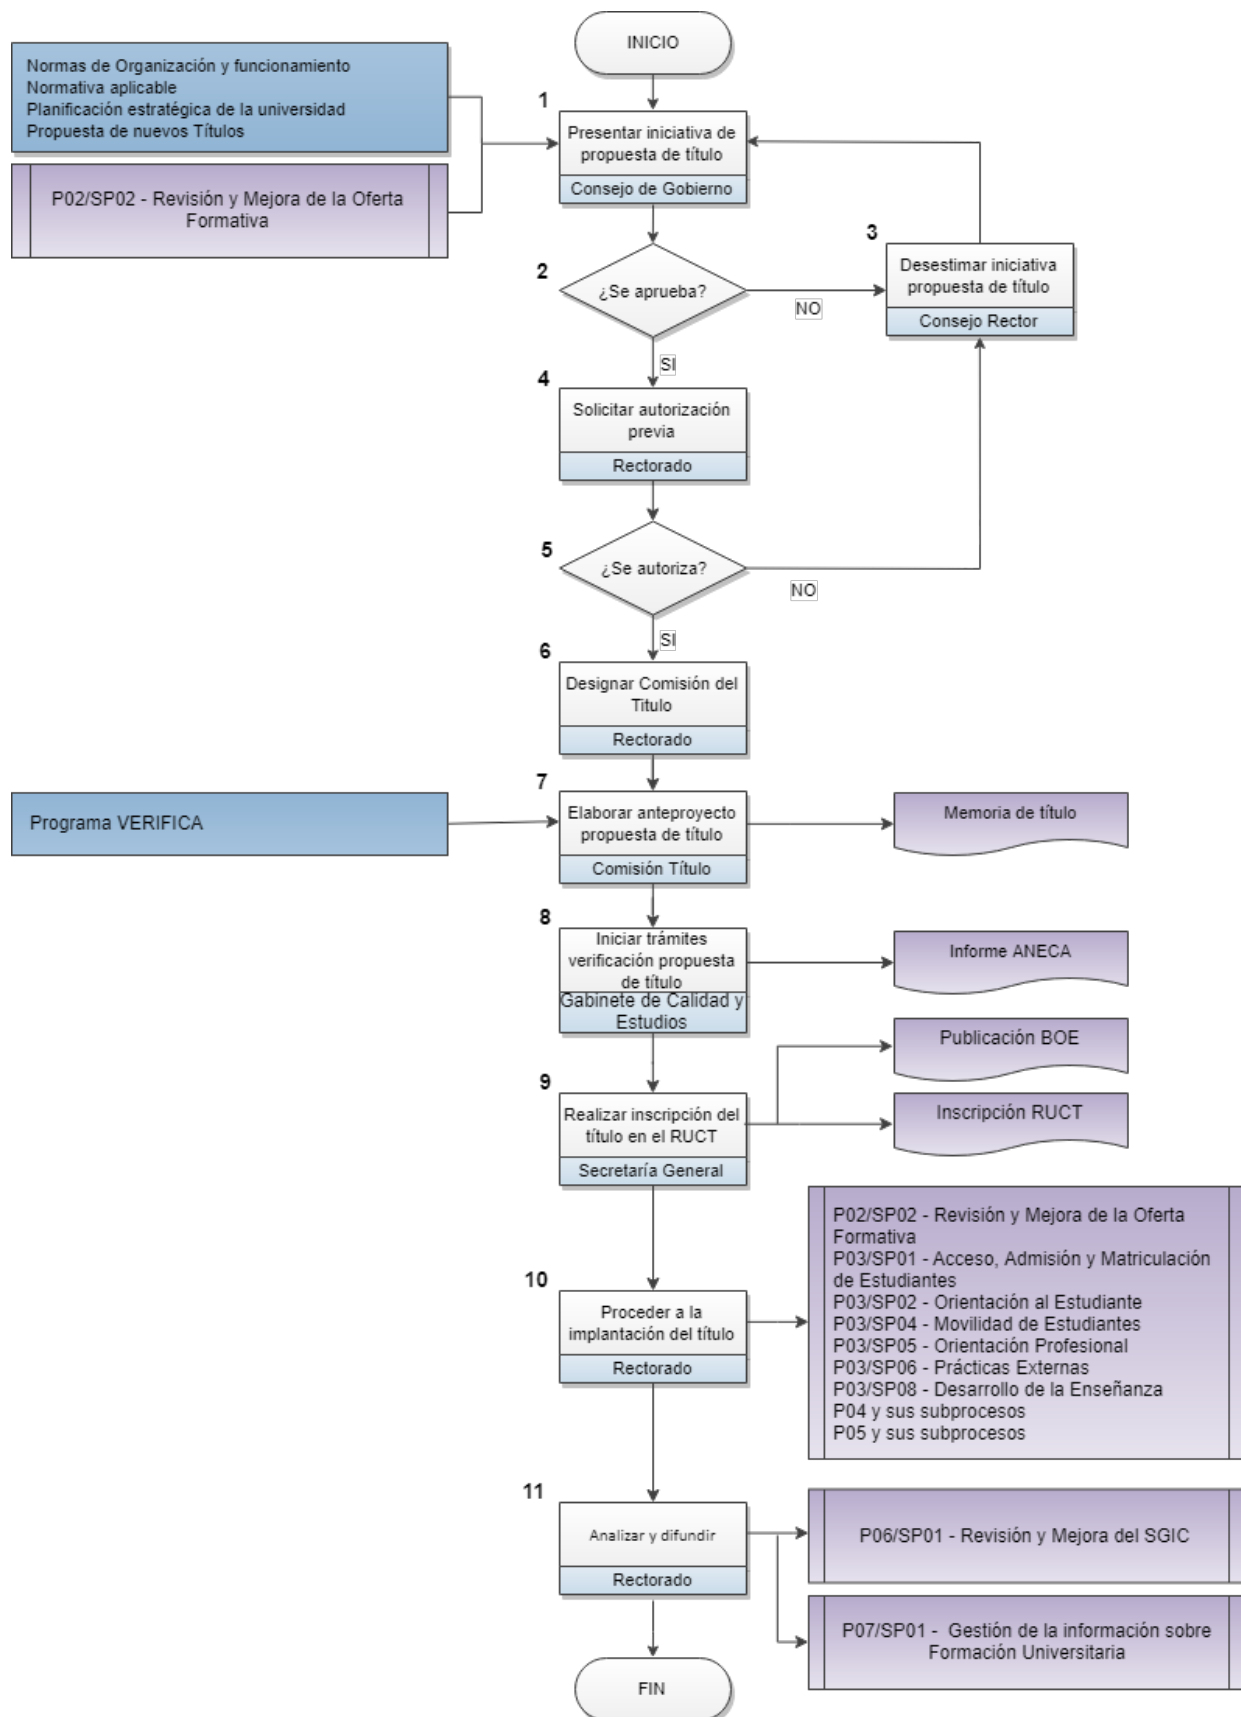 INICIO
Normas de Organización y funcionamiento
Normativa aplicable
Planificación estratégica de la universidad
Propuesta de nuevos Títulos
P02/SP02 - Revisión y Mejora de la Oferta
Formativa
1
Presentar iniciativa de
propuesta de título
Consejo de Gobierno
2
¿Se aprueba?
NO
SI
3
Desestimar iniciativa
propuesta de título
Consejo Rector
4
Solicitar autorización
previa
Rectorado
5
¿Se autoriza?
NO
SI
6
Designar Comisión del
Titulo
Rectorado
Programa VERIFICA
7
Elaborar anteproyecto
propuesta de título
Comisión Título
Memoria de título
8
Iniciar trámites
verificación propuesta
de título
Gabinete de Calidad y
Estudios
Informe ANECA
9
Realizar inscripción del
título en el RUCT
Secretaría General
Publicación BOE
Inscripción RUCT
10
Proceder a la
implantación del título
Rectorado
P02/SP02 - Revisión y Mejora de la Oferta
Formativa
P03/SP01 - Acceso, Admisión y Matriculación
de Estudiantes
P03/SP02 - Orientación al Estudiante
P03/SP04 - Movilidad de Estudiantes
P03/SP05 - Orientación Profesional
P03/SP06 - Prácticas Externas
P03/SP08 - Desarrollo de la Enseñanza
P04 y sus subprocesos
P05 y sus subprocesos
11
Analizar y difundir
Rectorado
P06/SP01 - Revisión y Mejora del SGIC
P07/SP01 - Gestión de la información sobre
Formación Universitaria
FIN